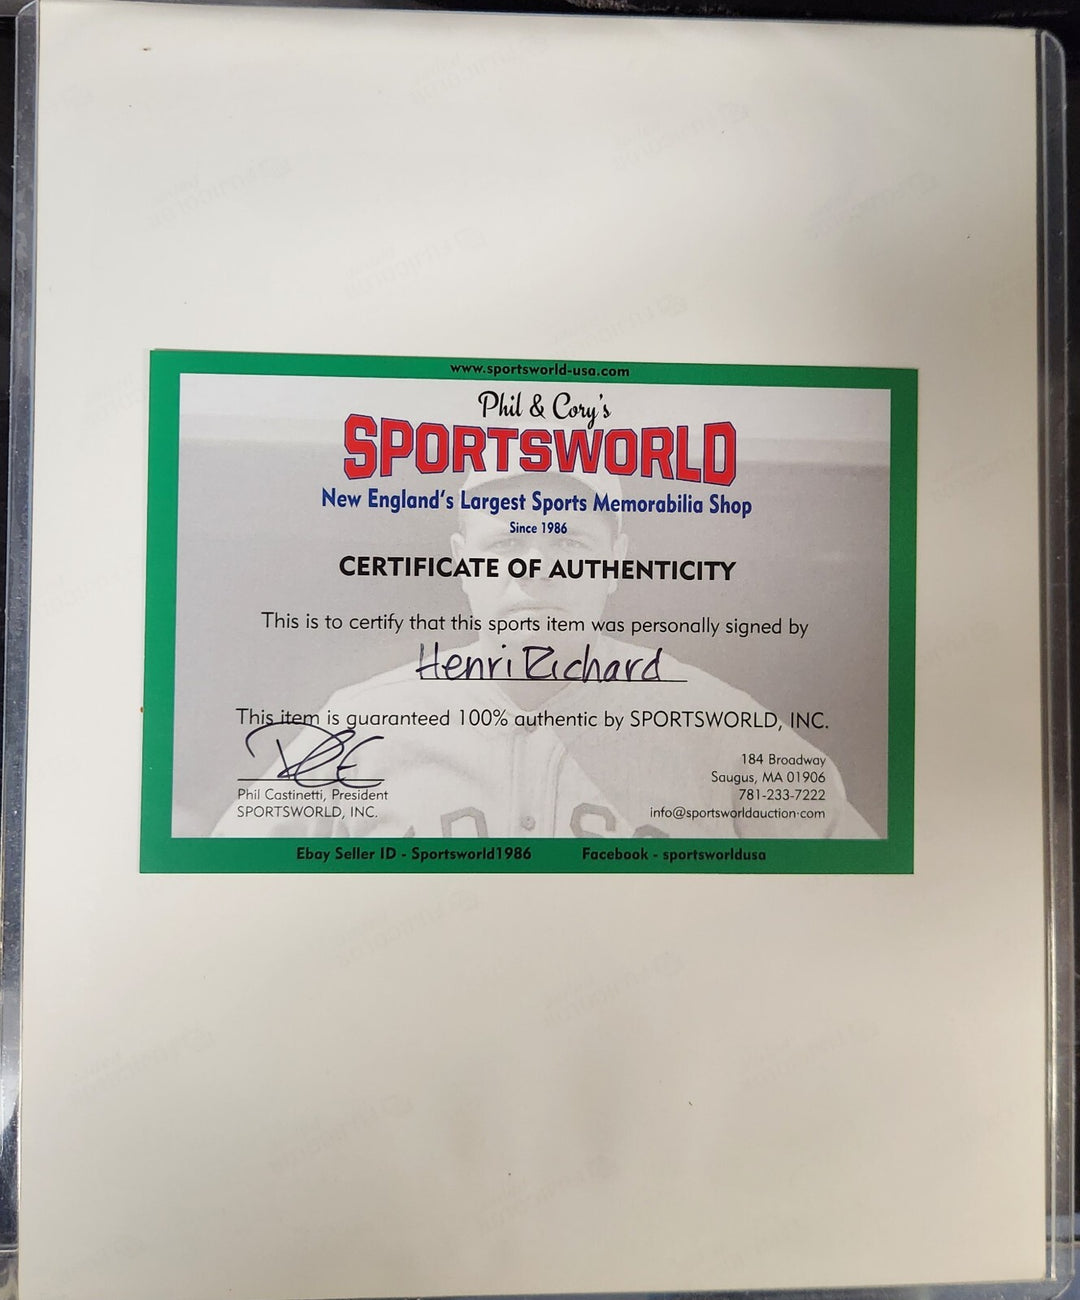 www.sportsworld-usa.com
Phil & Cory's
SPORTSWORLD
New England's Largest Sports Memorabilia Shop
Since 1986
CERTIFICATE OF AUTHENTICITY
This is to certify that this sports item was personally signed by
Henri Richard
This item is guaranteed 100% authentic by SPORTSWORLD, INC.
Phil Castinetti, President
SPORTSWORLD, INC.
184 Broadway
Saugus, MA 01906
781-233-7222
info@sportsworldauction·com
Ebay Seller ID - Sportsworld1986
Facebook - sportsworldusa